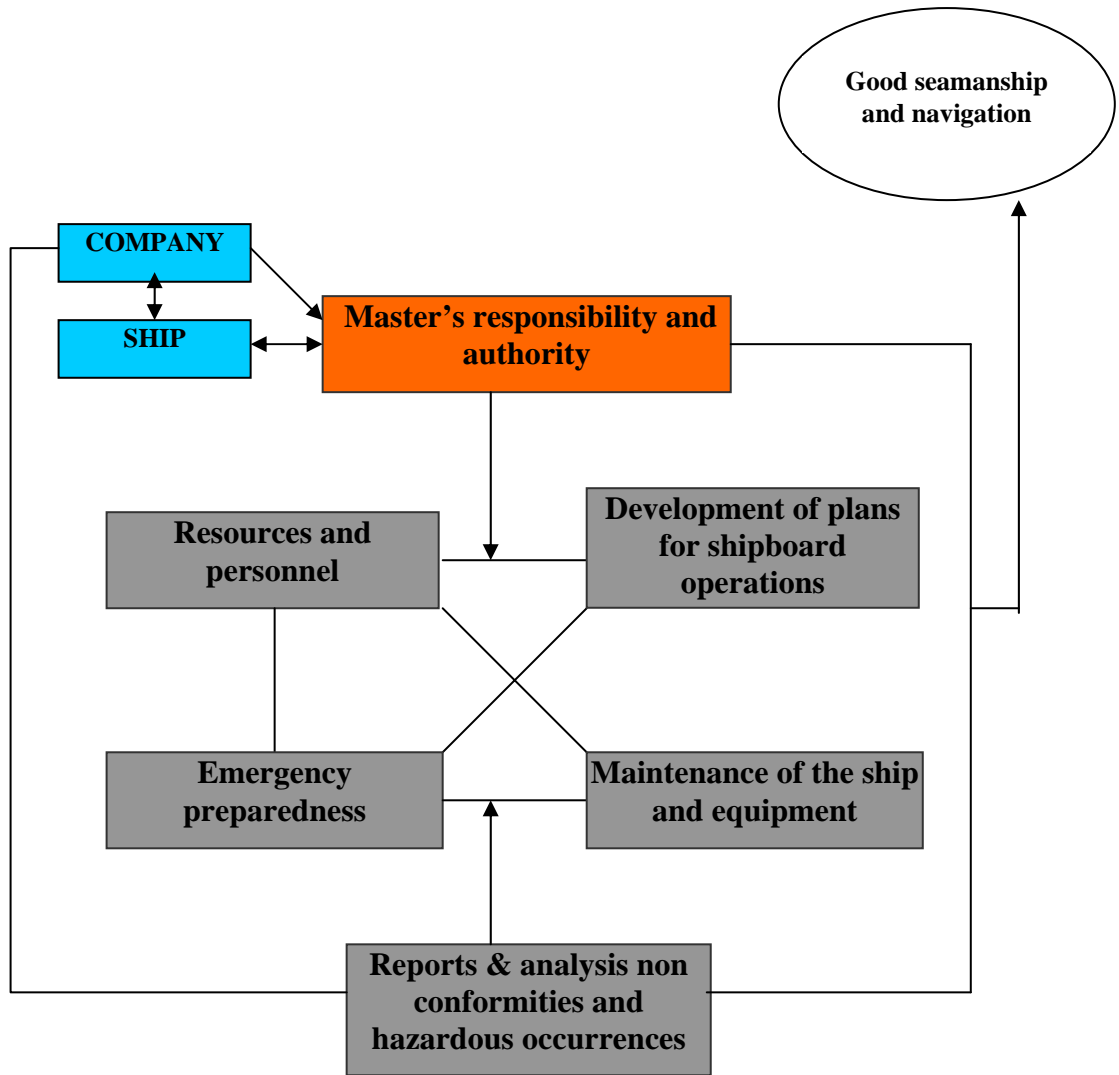 Good seamanship
and navigation
COMPANY
SHIP
Master’s responsibility and
authority
Resources and
personnel
Development of plans
for shipboard
operations
Emergency
preparedness
Maintenance of the ship
and equipment
Reports & analysis non
conformities and
hazardous occurrences